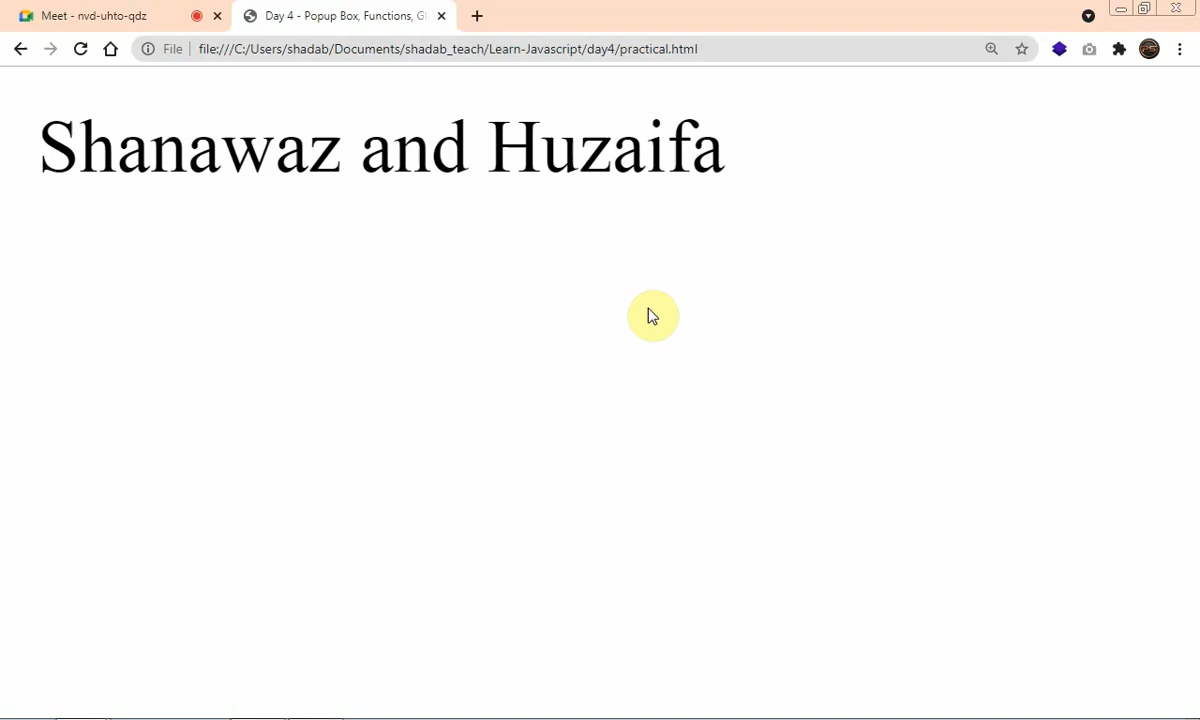 Meet - nvd-uhto-qdz
Day 4 - Popup Box, Functions, Gl
File
file:///C:/Users/shadab/Documents/shadab_teach/Learn-Javascript/day4/practical.html
Shanawaz and Huzaifa